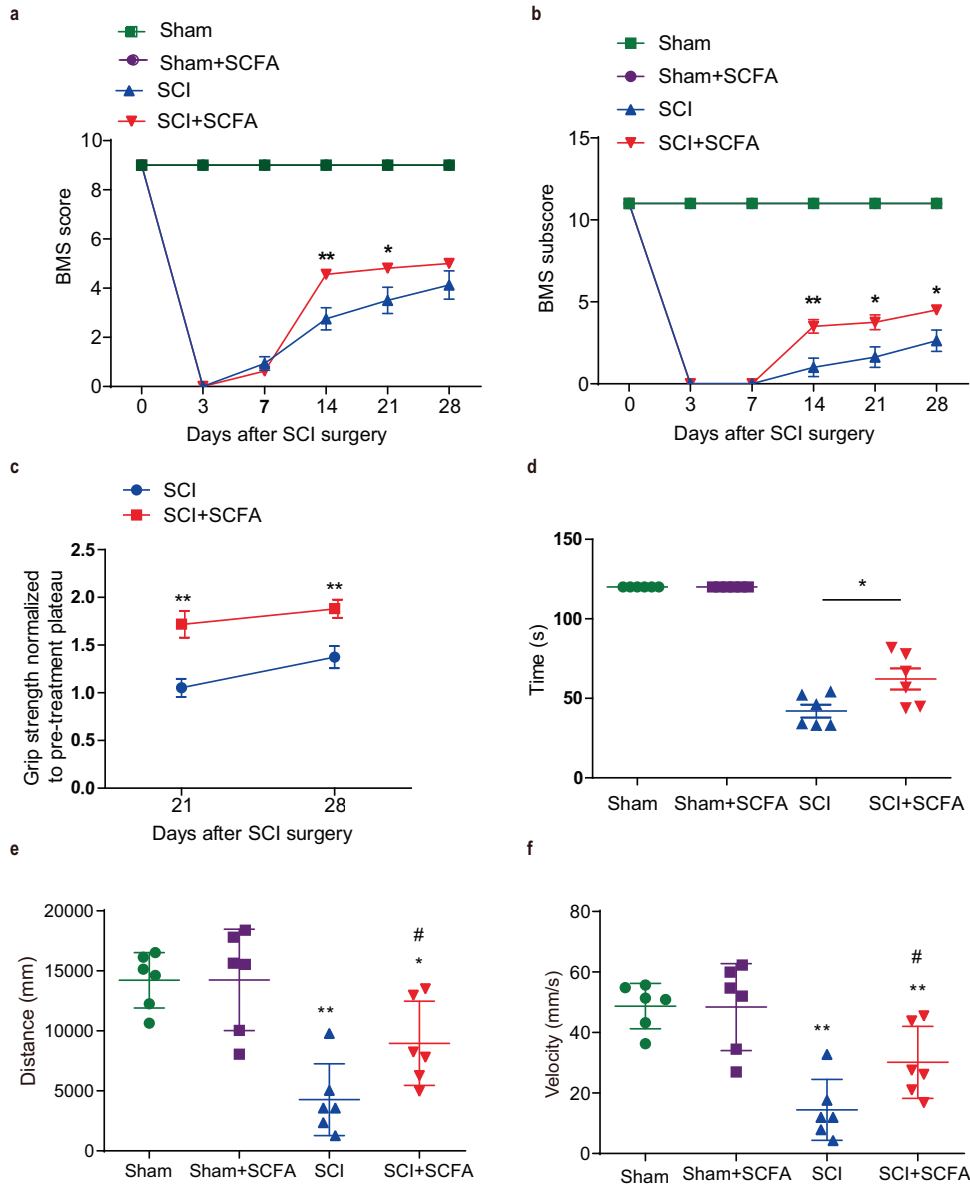 a
Sham
Sham+SCFA
SCI
SCI+SCFA
10
8
6
4
2
0
BMS score
** *
0 3 7 14 21 28
Days after SCI surgery
b
Sham
Sham+SCFA
SCI
SCI+SCFA
15
10
5
0
BMS subscore
** * *
0 3 7 14 21 28
Days after SCI surgery
c
SCI
SCI+SCFA
2.5
2.0
1.5
1.0
0.5
0.0
Grip strength normalized
to pre-treatment plateau
** **
21 28
Days after SCI surgery
d
150
100
50
0
Time (s)
*
Sham Sham+SCFA SCI SCI+SCFA
e
20000
15000
10000
5000
0
Distance (mm)
#
** *
Sham Sham+SCFA SCI SCI+SCFA
f
80
60
40
20
0
Velocity (mm/s)
#
** **
Sham Sham+SCFA SCI SCI+SCFA